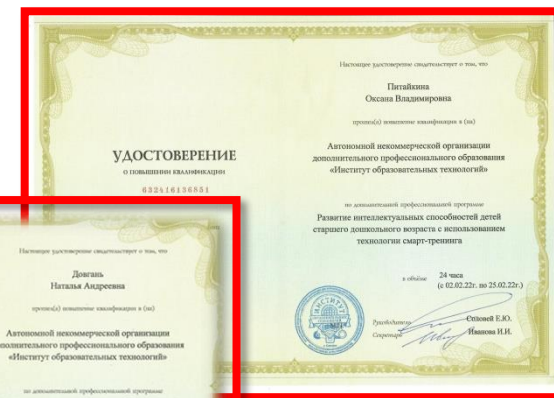 Настоящее удостоверение свидетельствует о том, что
Питайкина
Оксана Владимировна
прошел(а) повышение квалификации в (на)
Автономной некоммерческой организации
дополнительного профессионального образования
«Институт образовательных технологий»
УДОСТОВЕРЕНИЕ
О ПОВЫШЕНИИ КВАЛИФИКАЦИИ
632416136851
по дополнительной профессиональной программе
Развитие интеллектуальных способностей детей
старшего дошкольного возраста с использованием
технологии смарт-тренинга
в объёме 24 часа
(с 02.02.22г. по 25.02.22г.)
Руководитель
Секретарь
Иванова И.И.
Настоящее удостоверение свидетельствует о том, что
Довгань
Наталья Андреевна
прошел(а) повышение квалификации в (на)
Автономной некоммерческой организации
полнительного профессионального образования
«Институт образовательных технологий»
по дополнительной профессиональной программе